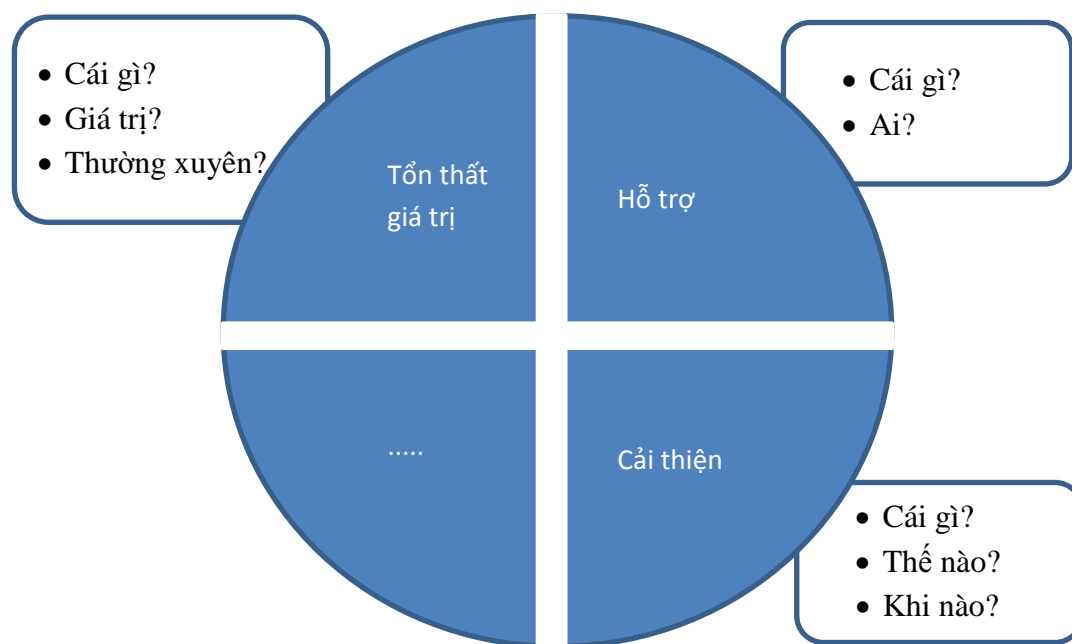 • Cái gì?
• Giá trị?
• Thường xuyên?
Tổn thất
giá trị
• Cái gì?
• Ai?
Hỗ trợ
.....
Cải thiện
• Cái gì?
• Thế nào?
• Khi nào?